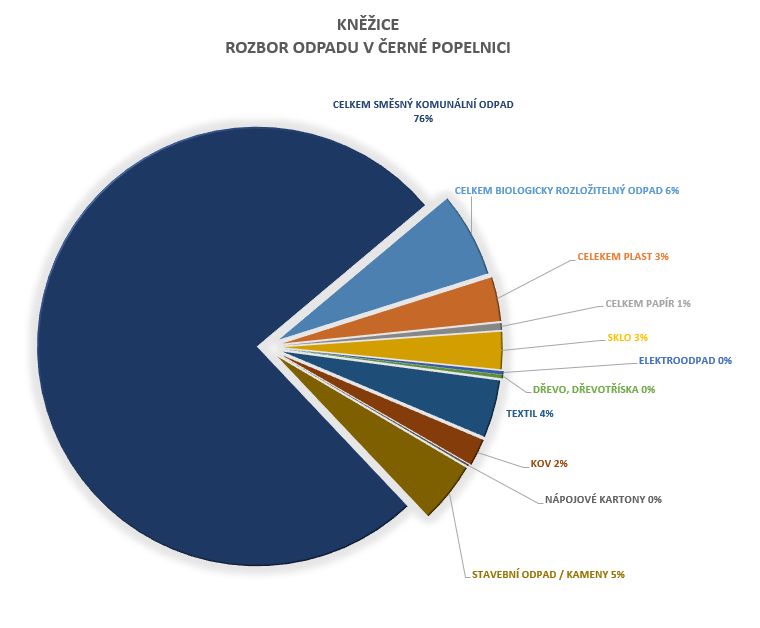 KNĚŽICE
ROZBOR ODPADU V ČERNÉ POPELNICI
CELKEM SMĚSNÝ KOMUNÁLNÍ ODPAD
76%
CELKEM BIOLOGICKY ROZLOŽITELNÝ ODPAD 6%
CELEKEM PLAST 3%
CELKEM PAPÍR 1%
SKLO 3%
ELEKTROODPAD 0%
DŘEVO, DŘEVOTŘÍSKA 0%
TEXTIL 4%
KOV 2%
NÁPOJOVÉ KARTONY 0%
STAVEBNÍ ODPAD / KAMENY 5%